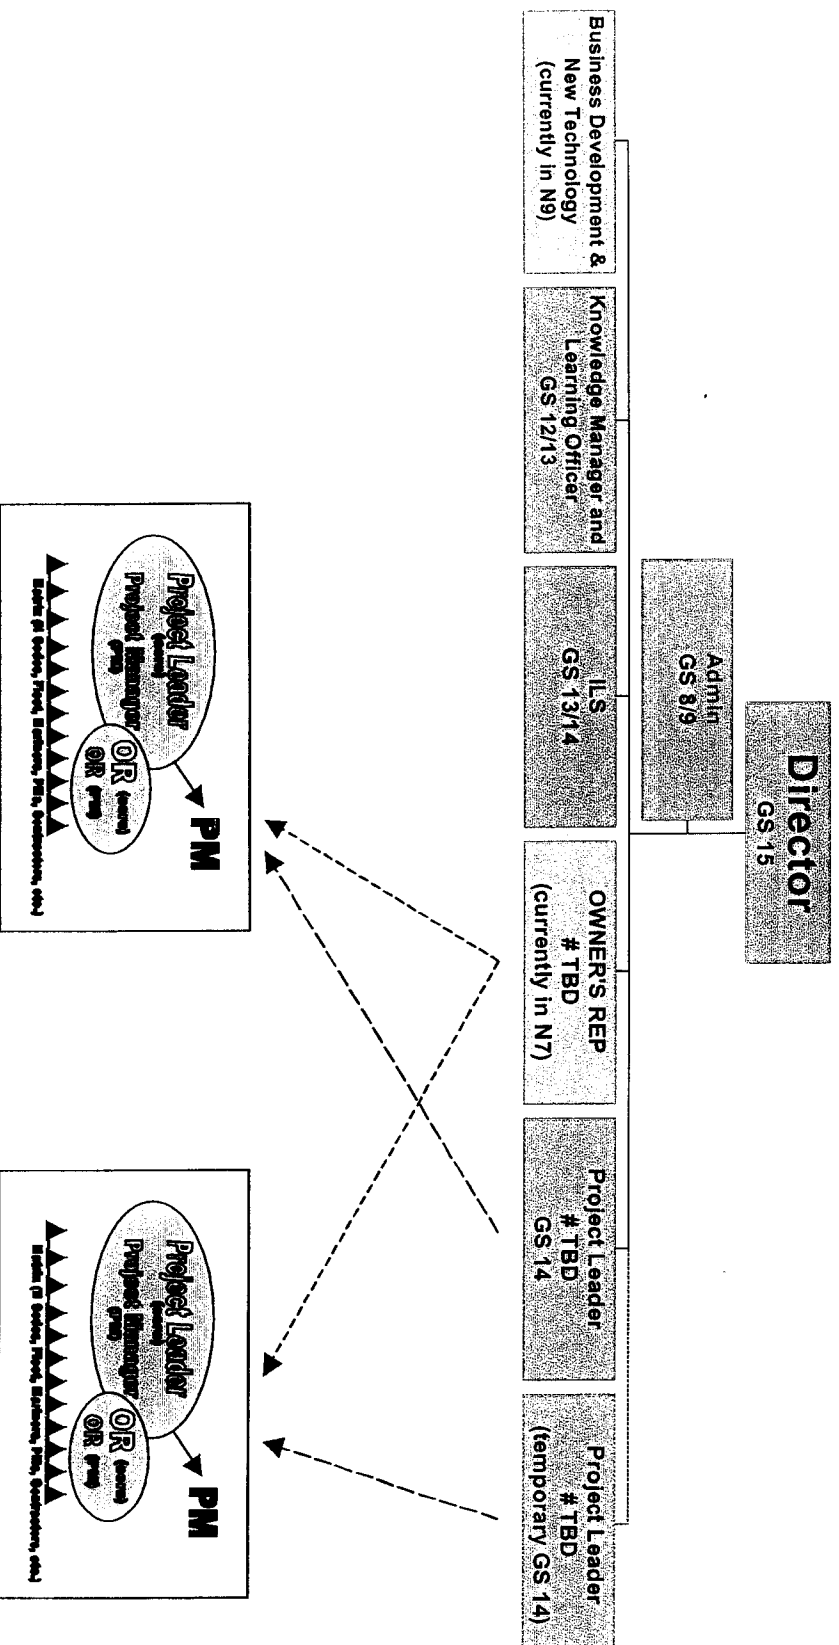 Director
GS 15
Admin
GS 8/9
Business Development &
New Technology
(currently in N9)
Knowledge Manager and
Learning Officer
GS 12/13
ILS
GS 13/14
OWNER'S REP
# TBD
(currently in N7)
Project Leader
# TBD
GS 14
Project Leader
# TBD
(temporary GS 14)
PM
Project Leader
Project Manager
OR
OR
PM
Project Leader
Project Manager
OR
OR